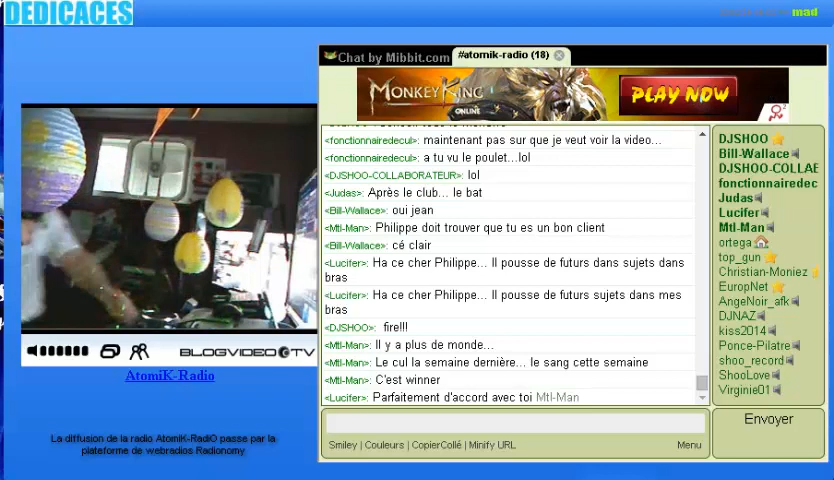 DEDICACES
mad
Chat by Mibbit.com
#atomik-radio (18)
MONKEY KING
ONLINE
PLAY NOW
<fonctionnairedecul>: maintenant pas sur que je veut voir la video...
<fonctionnairedecul>: a tu vu le poulet...lol
<DJSHOO-COLLABORATEUR>: lol
<Judas>: Après le club... le bat
<Bill-Wallace>: oui jean
<Mtl-Man>: Philippe doit trouver que tu es un bon client
<Bill-Wallace>: cé clair
<Lucifer>: Ha ce cher Philippe... Il pousse de futurs dans sujets dans
bras
<Lucifer>: Ha ce cher Philippe... Il pousse de futurs sujets dans mes
bras
<DJSHOO>: fire!!!
<Mtl-Man>: Il y a plus de monde...
<Mtl-Man>: Le cul la semaine dernière... le sang cette semaine
<Mtl-Man>: C'est winner
<Lucifer>: Parfaitement d'accord avec toi Mtl-Man
DJSHOO
Bill-Wallace
DJSHOO-COLLAE
fonctionnairedec
Judas
Lucifer
Mtl-Man
ortega
top_gun
Christian-Moniez
EuropNet
AngeNoir_afk
DJNAZ
kiss2014
Ponce-Pilatre
shoo_record
ShooLove
Virginie01
Envoyer
Smiley | Couleurs | CopierCollé | Minify URL
Menu
BLOGVIDEO TV
AtomiK-Radio
La diffusion de la radio AtomiK-RadiO passe par la
plateforme de webradios Radionomy